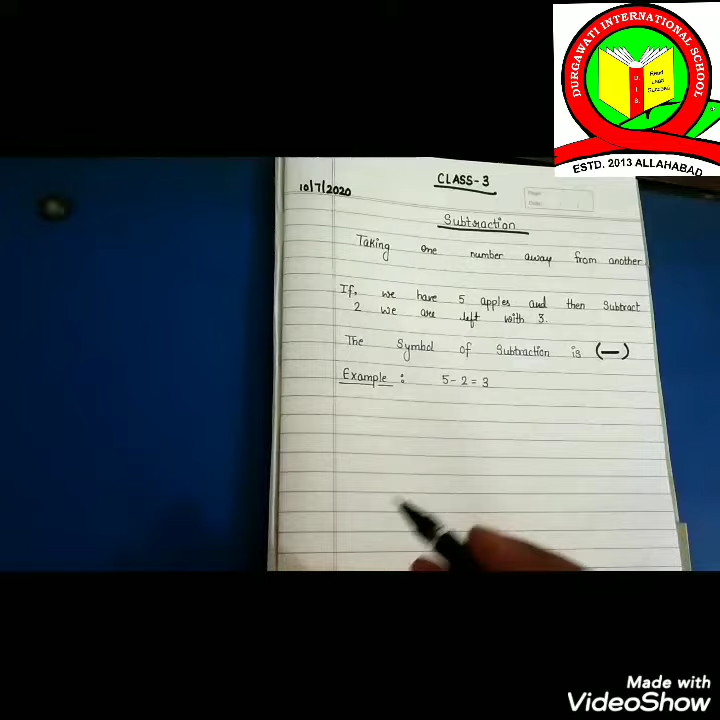 DURGAWATI INTERNATIONAL SCHOOL
D.
I.
S.
Read
ESTD. 2013 ALLAHABAD
CLASS-3
10/7/2020
Subtraction
Taking one number away from another
If. we have 5 apples and then Subtract
2 we are left with 3.
The Symbol of Subtraction is (—)
Example : 5-2=3
Made with
VideoShow